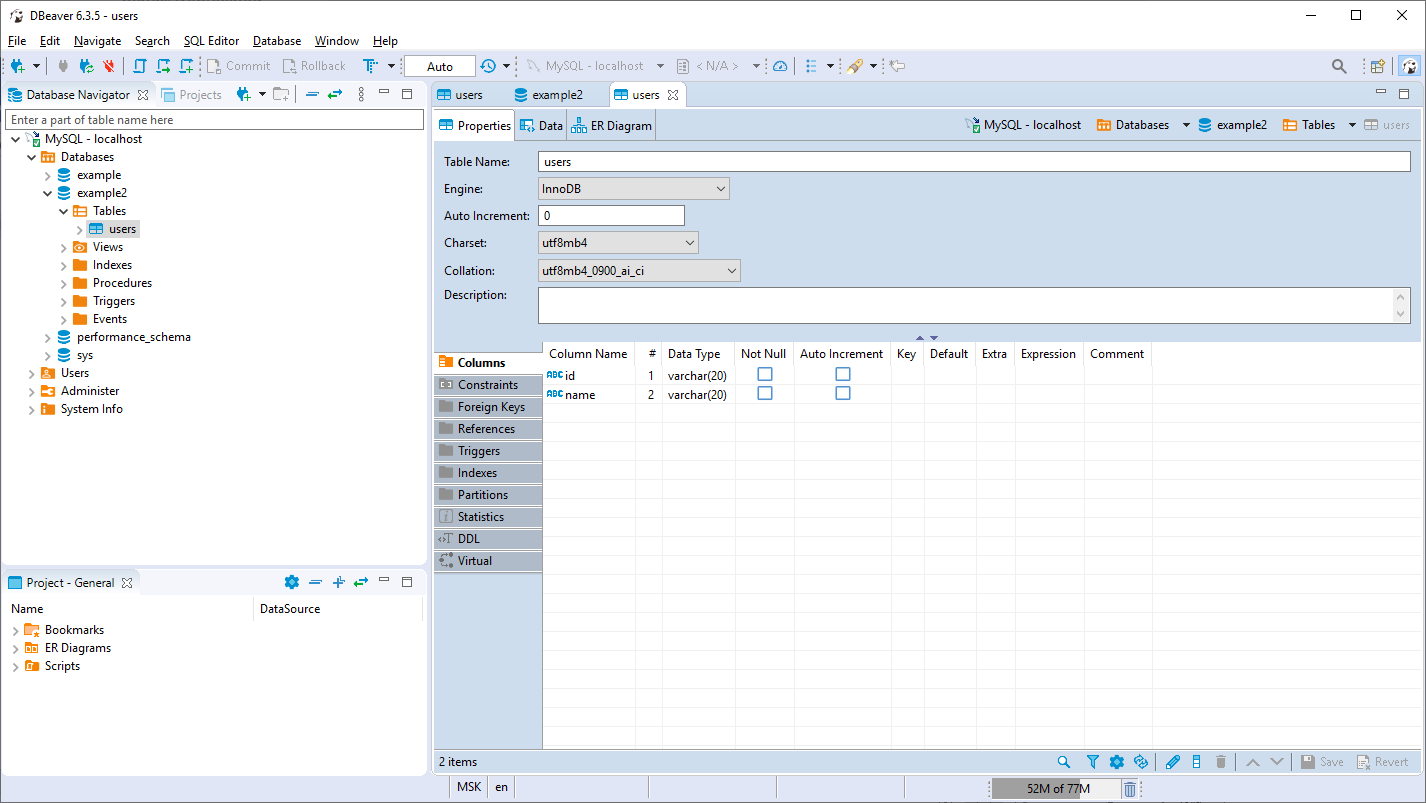 DBeaver 6.3.5 - users
File Edit Navigate Search SQL Editor Database Window Help
Commit Rollback Auto MySQL - localhost < N/A >
Database Navigator Projects
users example2 users
Enter a part of table name here
MySQL - localhost
Databases
example
example2
Tables
users
Views
Indexes
Procedures
Triggers
Events
performance_schema
sys
Users
Administer
System Info
Project - General
Name DataSource
Bookmarks
ER Diagrams
Scripts
Properties Data ER Diagram MySQL - localhost Databases example2 Tables users
Table Name: users
Engine: InnoDB
Auto Increment: 0
Charset: utf8mb4
Collation: utf8mb4_0900_ai_ci
Description:
Columns
Constraints
Foreign Keys
References
Triggers
Indexes
Partitions
Statistics
DDL
Virtual
Column Name # Data Type Not Null Auto Increment Key Default Extra Expression Comment
ABC id 1 varchar(20)
ABC name 2 varchar(20)
2 items Save Revert
MSK en 52M of 77M